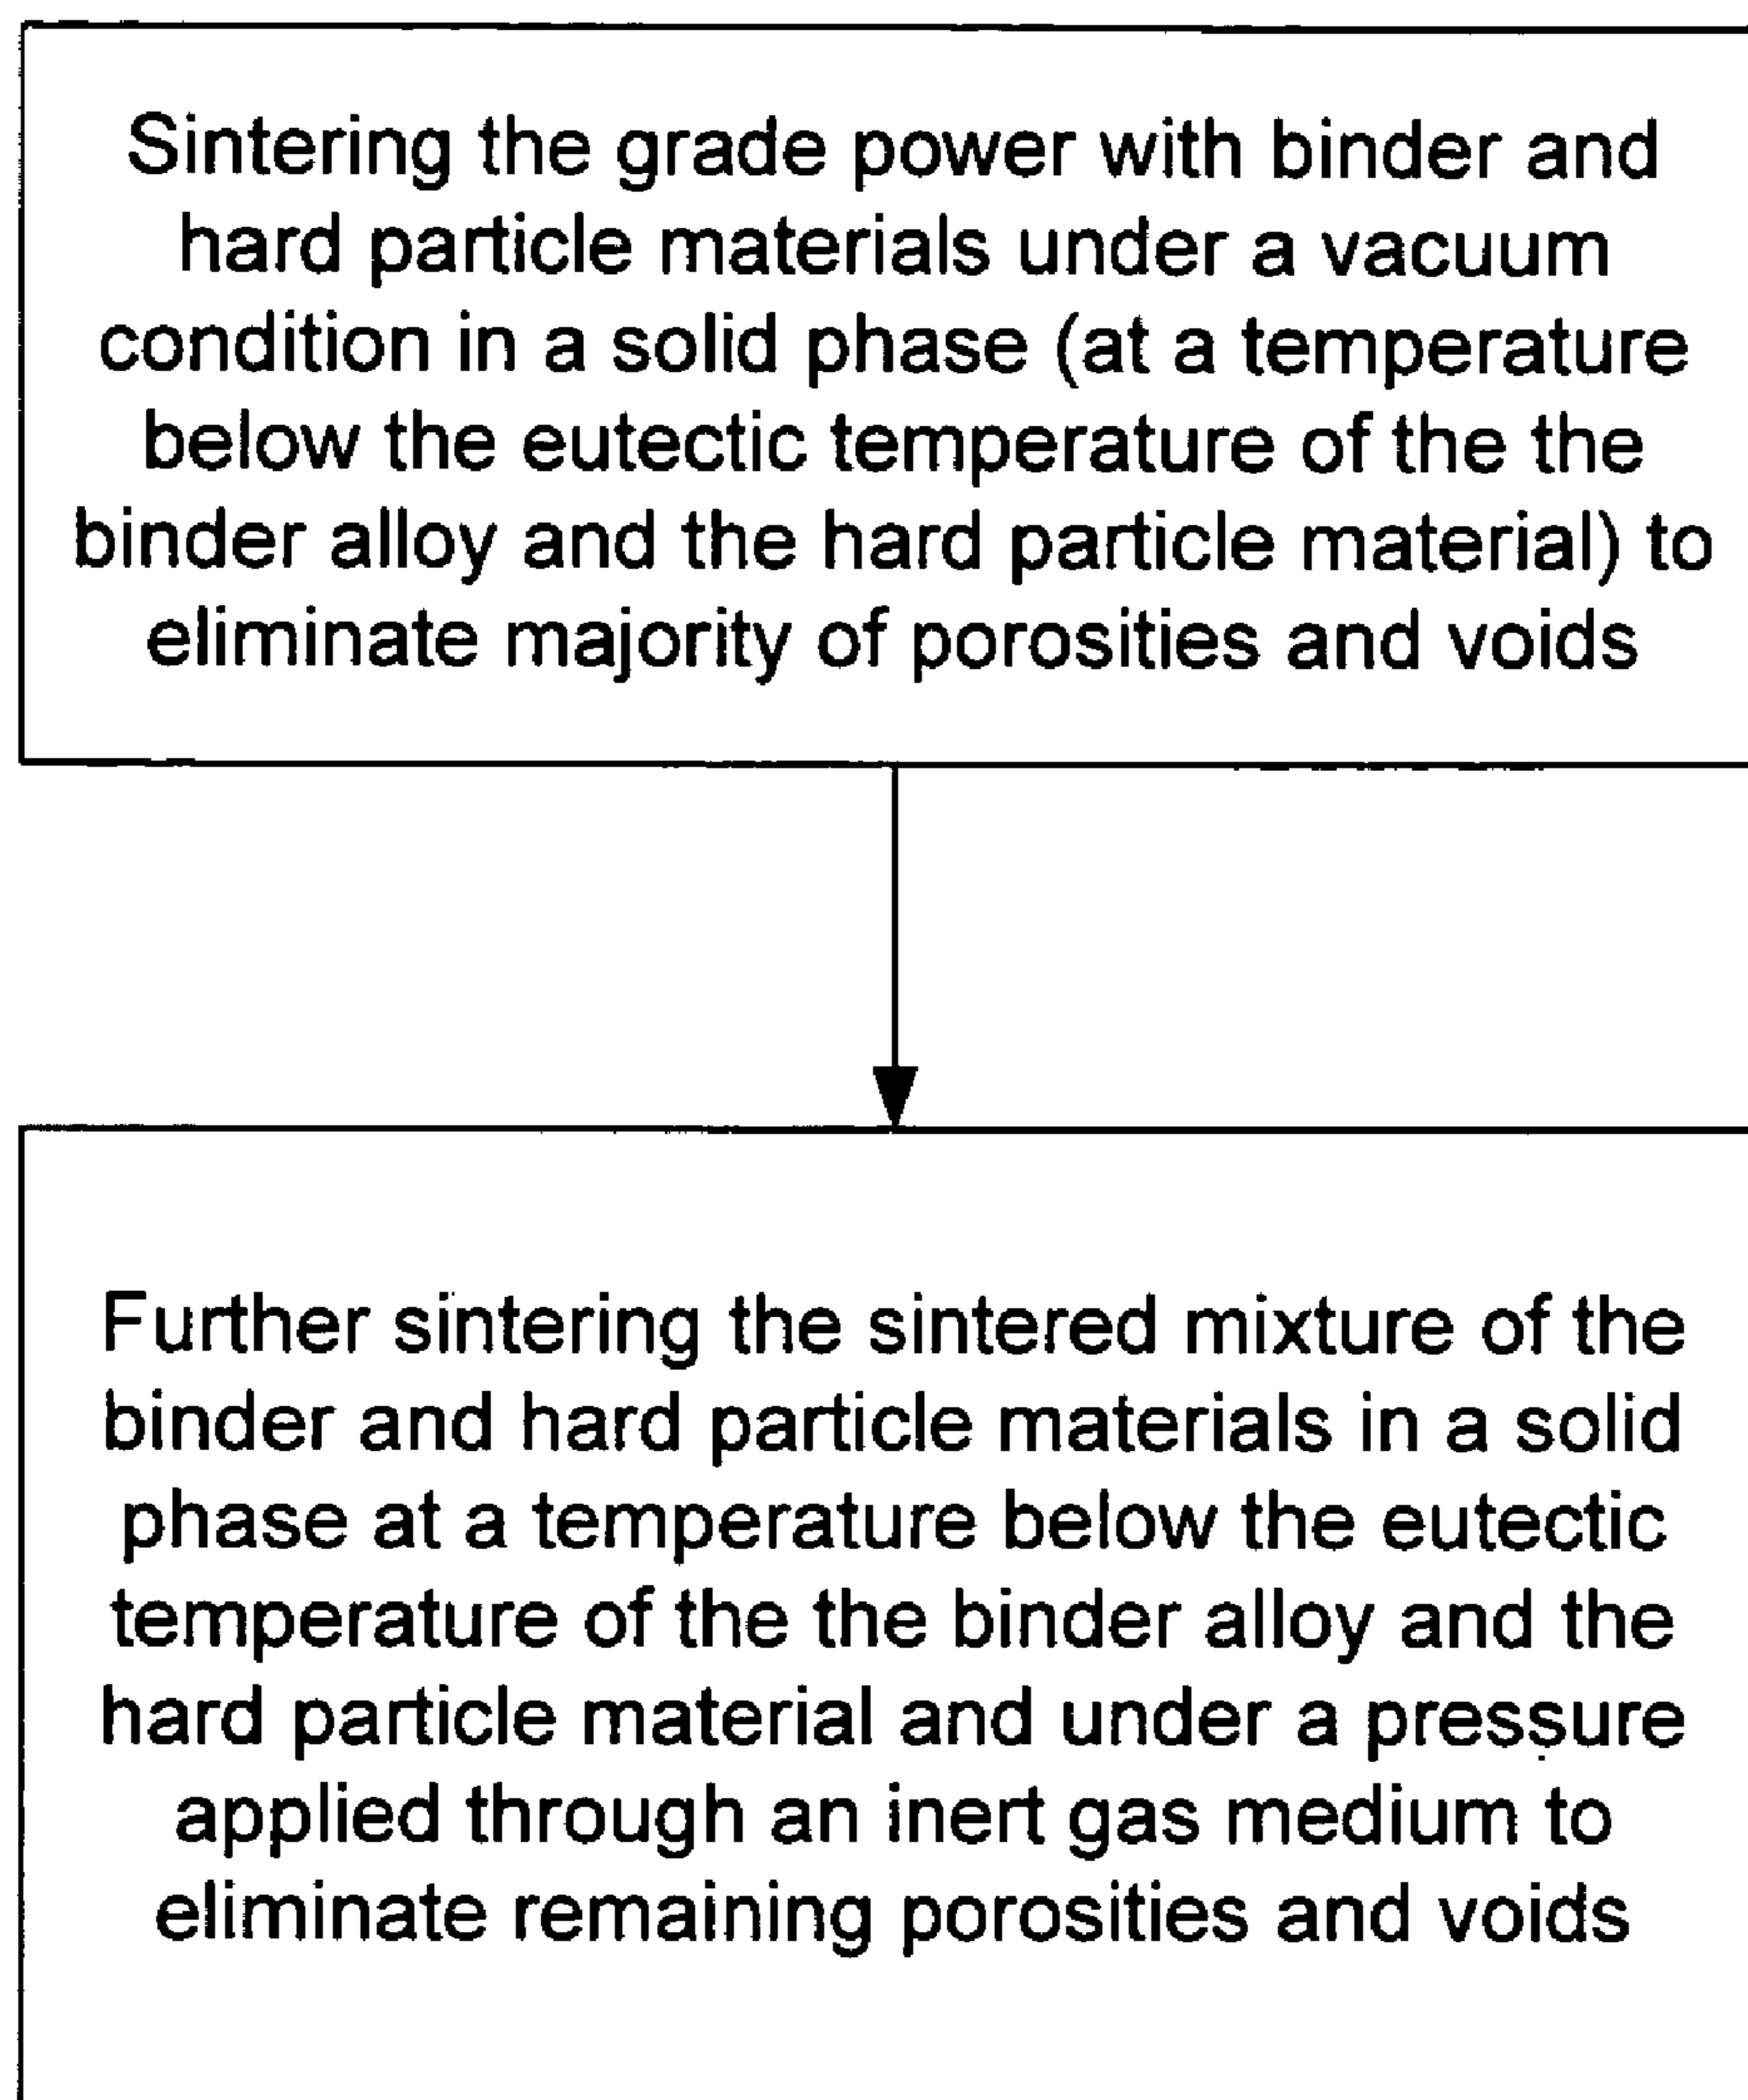 Sintering the grade power with binder and
hard particle materials under a vacuum
condition in a solid phase (at a temperature
below the eutectic temperature of the the
binder alloy and the hard particle material) to
eliminate majority of porosities and voids
Further sintering the sintered mixture of the
binder and hard particle materials in a solid
phase at a temperature below the eutectic
temperature of the the binder alloy and the
hard particle material and under a pressure
applied through an inert gas medium to
eliminate remaining porosities and voids